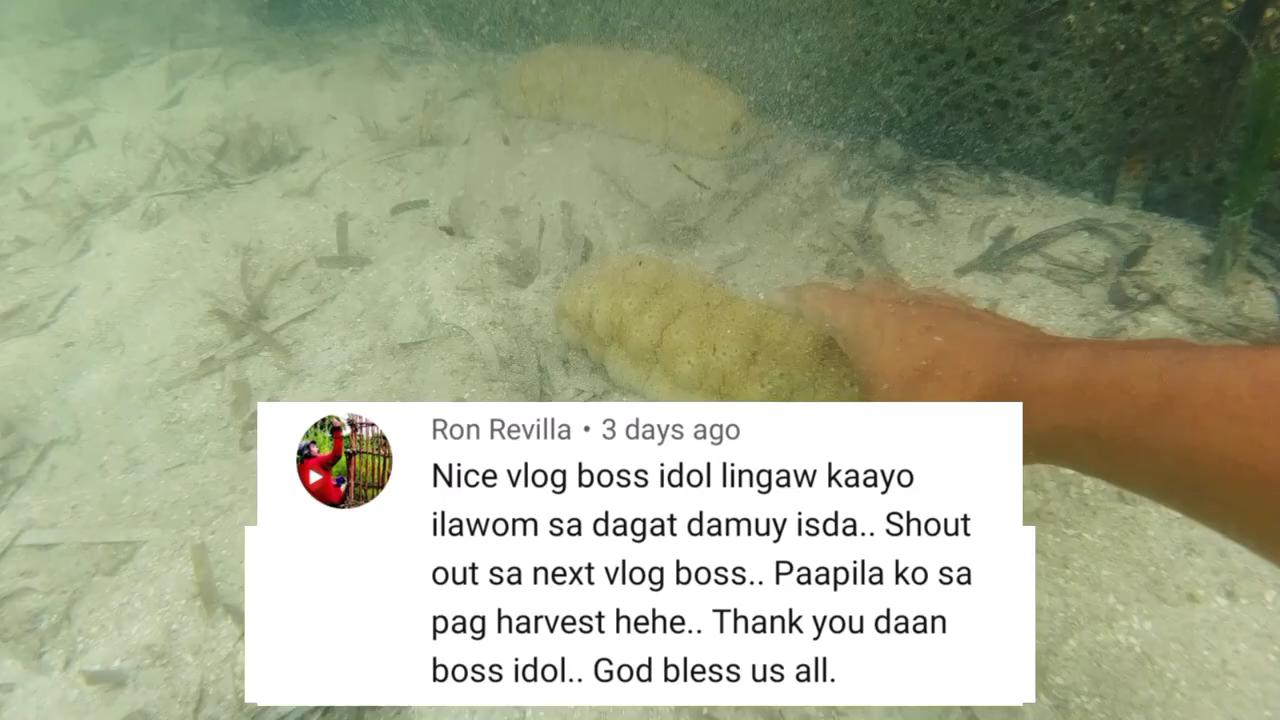 Ron Revilla • 3 days ago
Nice vlog boss idol lingaw kaayo
ilawom sa dagat damuy isda.. Shout
out sa next vlog boss.. Paapila ko sa
pag harvest hehe.. Thank you daan
boss idol.. God bless us all.